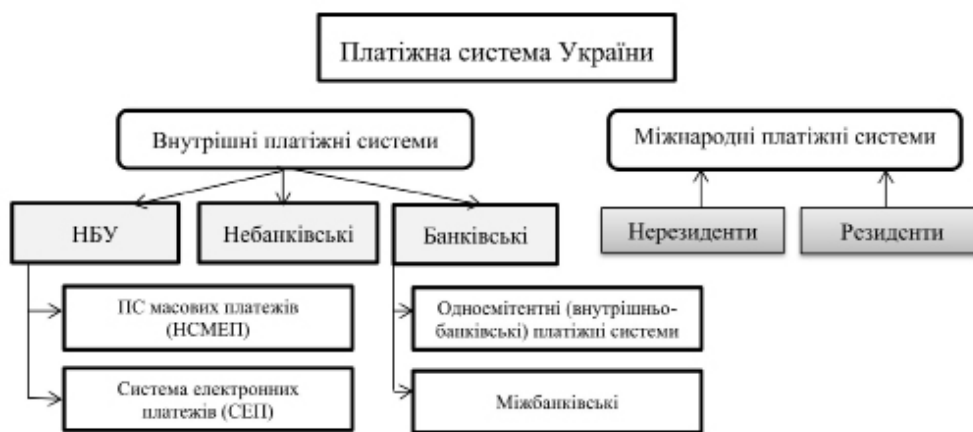 Платіжна система України
Внутрішні платіжні системи
Міжнародні платіжні системи
НБУ
Небанківські
Банківські
Нерезиденти
Резиденти
ПС масових платежів
(НСМЕП)
Одноемітентні (внутрішньо-
банківські) платіжні системи
Система електронних
платежів (СЕП)
Міжбанківські